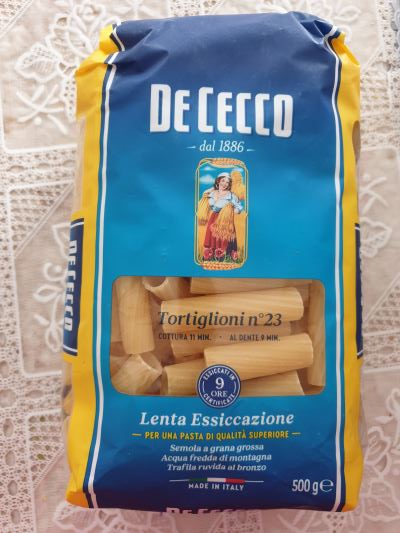 DE CECCO
dal 1886
DE CECCO
Tortiglioni n°23
COTTURA 11 MIN. · AL DENTE 9 MIN.
ESSICCATI IN
9
ORE
CERTIFICATE
Lenta Essiccazione
PER UNA PASTA DI QUALITÀ SUPERIORE
Semola a grana grossa
Acqua fredda di montagna
Trafila ruvida al bronzo
MADE IN ITALY
500 g e